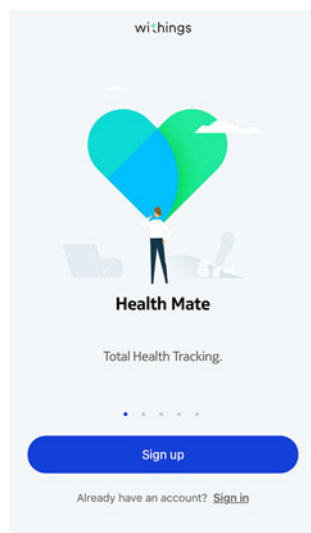 withings
Health Mate
Total Health Tracking.
Sign up
Already have an account? Sign in